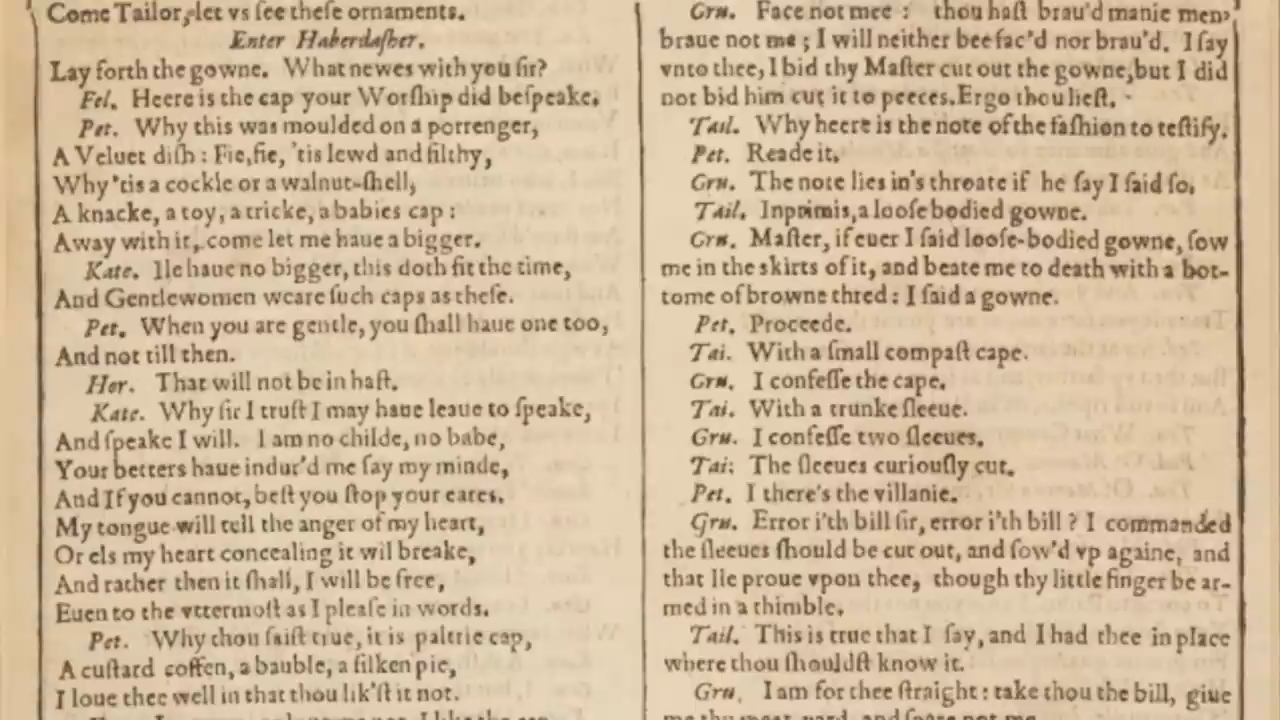 Come Tailor, let vs ſee theſe ornaments.
Enter Haberdaſher.
Lay forth the gowne. What newes with you ſir?
Fel. Heere is the cap your Worſhip did beſpeake.
Pet. Why this was moulded on a porrenger,
A Veluet diſh : Fie, fie, 'tis lewd and filthy,
Why 'tis a cockle or a walnut-ſhell,
A knacke, a toy, a tricke, a babies cap :
Away with it, come let me haue a bigger.
Kate. Ile haue no bigger, this doth fit the time,
And Gentlewomen weare ſuch caps as theſe.
Pet. When you are gentle, you ſhall haue one too,
And not till then.
Hor. That will not be in haſt.
Kate. Why ſir I truſt I may haue leaue to ſpeake,
And ſpeake I will. I am no childe, no babe,
Your betters haue indur'd me ſay my minde,
And If you cannot, beſt you ſtop your eares.
My tongue will tell the anger of my heart,
Or els my heart concealing it wil breake,
And rather then it ſhall, I will be free,
Euen to the vttermoſt as I pleaſe in words.
Pet. Why thou ſaiſt true, it is paltrie cap,
A cuſtard coffen, a bauble, a ſilken pie,
I loue thee well in that thou lik'ſt it not.
Gru. Face not mee : thou haſt brau'd manie men,
braue not me ; I will neither bee fac'd nor brau'd. I ſay
vnto thee, I bid thy Maſter cut out the gowne, but I did
not bid him cut it to peeces. Ergo thou lieſt.
Tail. Why heere is the note of the faſhion to teſtify.
Pet. Reade it.
Gru. The note lies in's throate if he ſay I ſaid ſo.
Tail. Inprimis, a looſe bodied gowne.
Gru. Maſter, if euer I ſaid looſe-bodied gowne, ſow
me in the skirts of it, and beate me to death with a bot-
tome of browne thred : I ſaid a gowne.
Pet. Proceede.
Tai. With a ſmall compaſt cape.
Gru. I confeſſe the cape.
Tai. With a trunke ſleeue.
Gru. I confeſſe two ſleeues.
Tai: The ſleeues curiouſly cut.
Pet. I there's the villanie.
Gru. Error i'th bill ſir, error i'th bill ? I commanded
the ſleeues ſhould be cut out, and ſow'd vp againe, and
that Ile proue vpon thee, though thy little finger be ar-
med in a thimble.
Tail. This is true that I ſay, and I had thee in place
where thou ſhouldſt know it.
Gru. I am for thee ſtraight : take thou the bill, giue